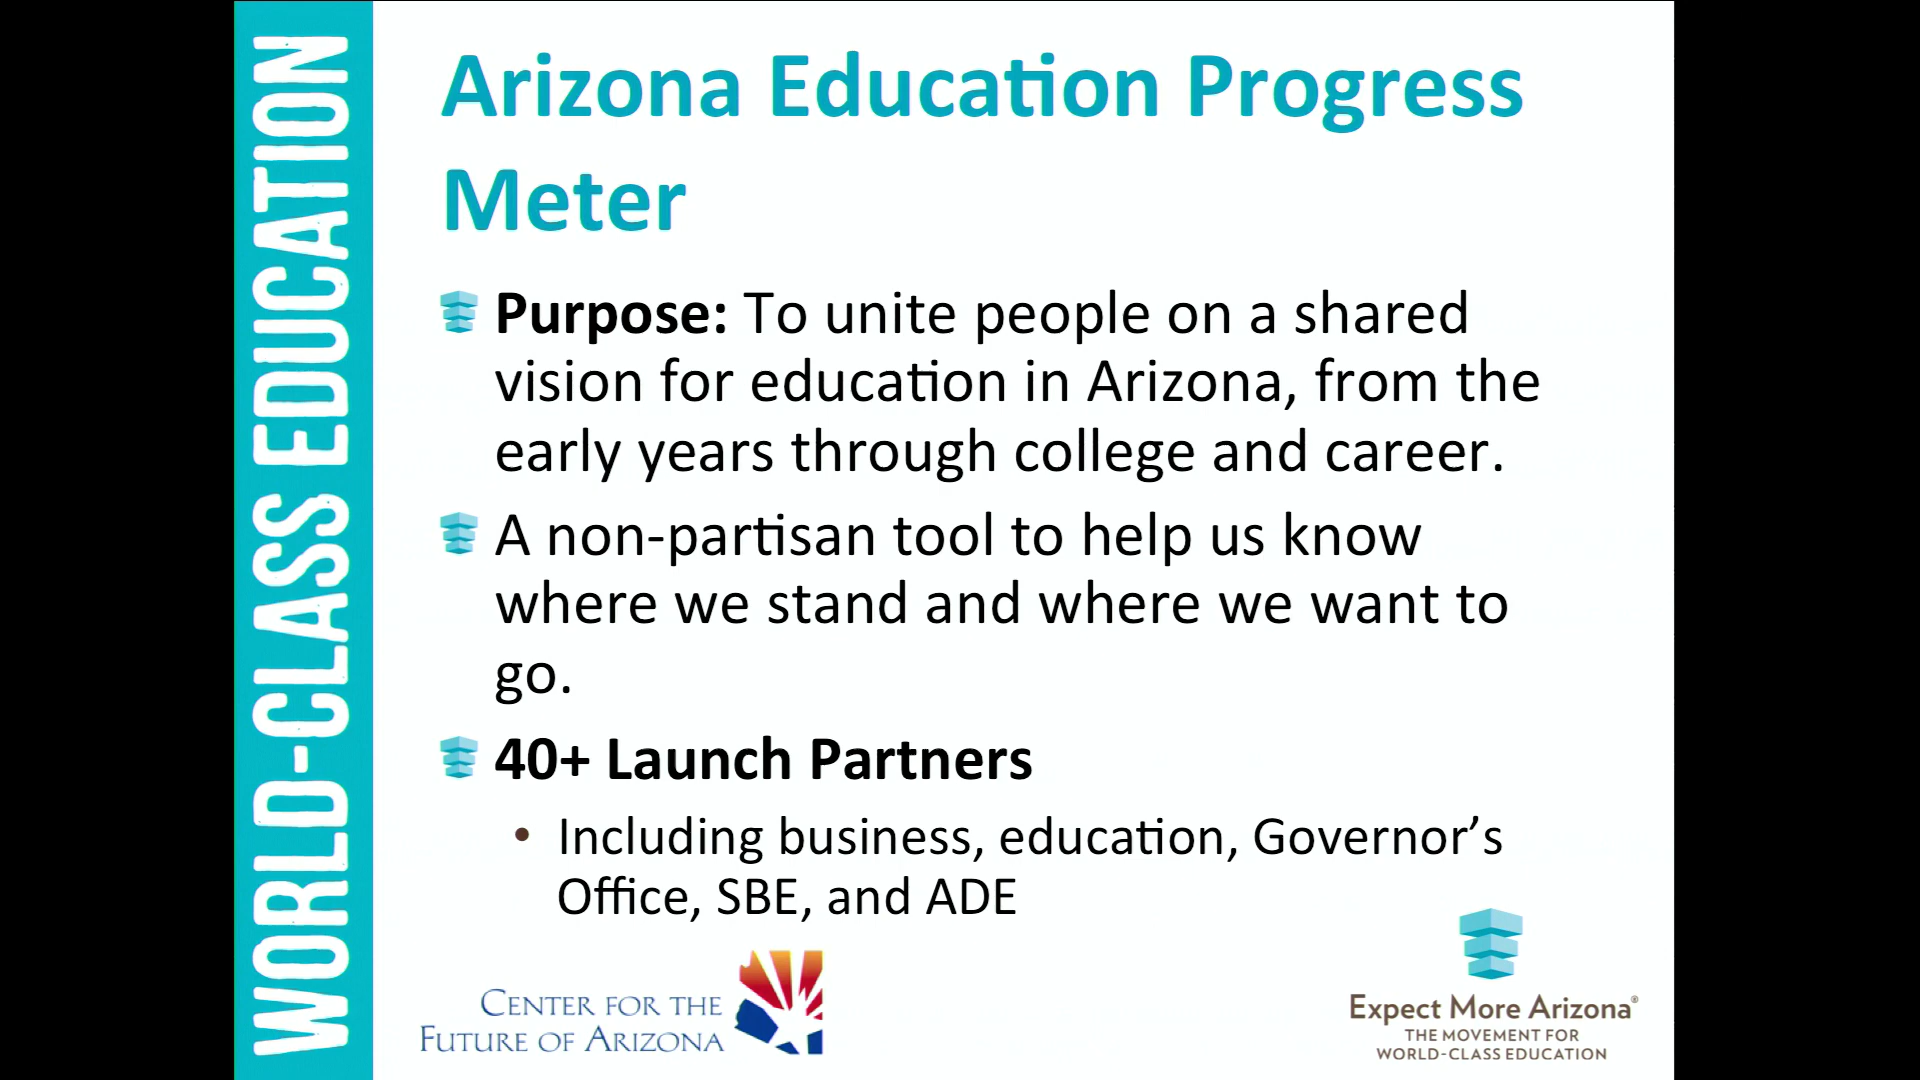 WORLD-CLASS EDUCATION
Arizona Education Progress
Meter
Purpose: To unite people on a shared
vision for education in Arizona, from the
early years through college and career.
A non-partisan tool to help us know
where we stand and where we want to
go.
40+ Launch Partners
• Including business, education, Governor’s
Office, SBE, and ADE
CENTER FOR THE
FUTURE OF ARIZONA
Expect More Arizona®
THE MOVEMENT FOR
WORLD-CLASS EDUCATION